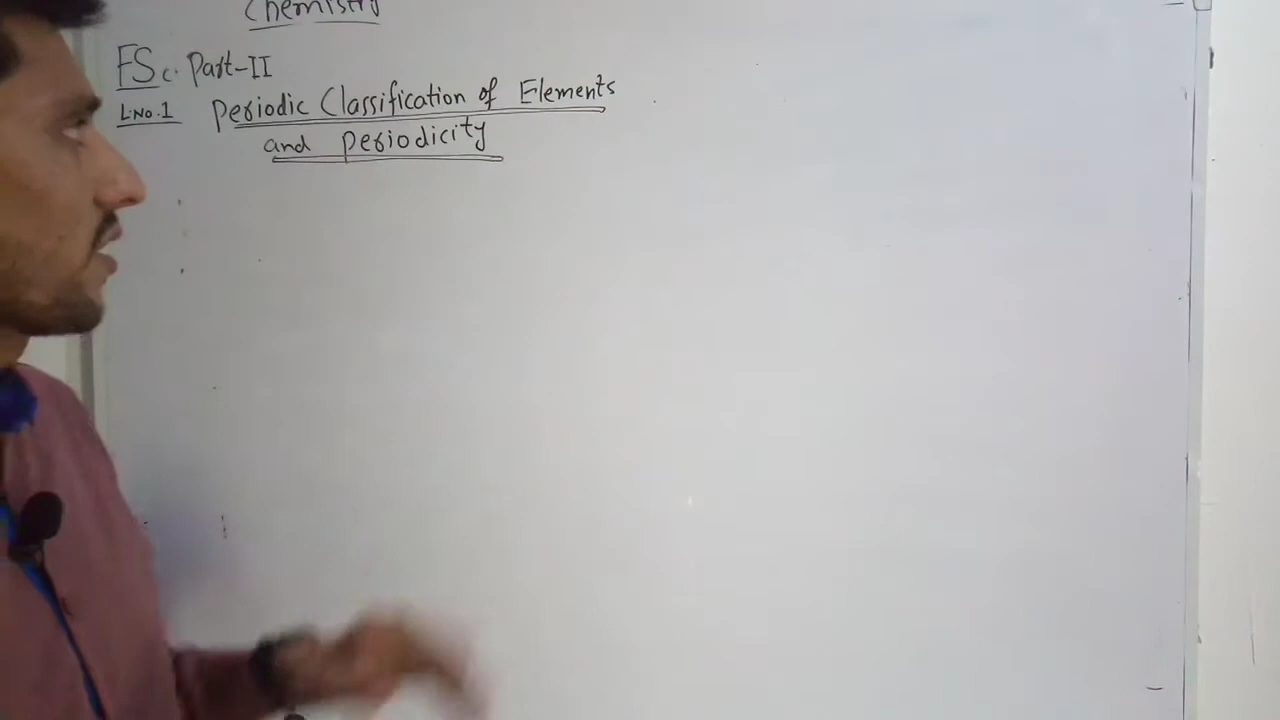 Chemistry
FSc. Part-II
L.No.1 Periodic Classification of Elements
and periodicity